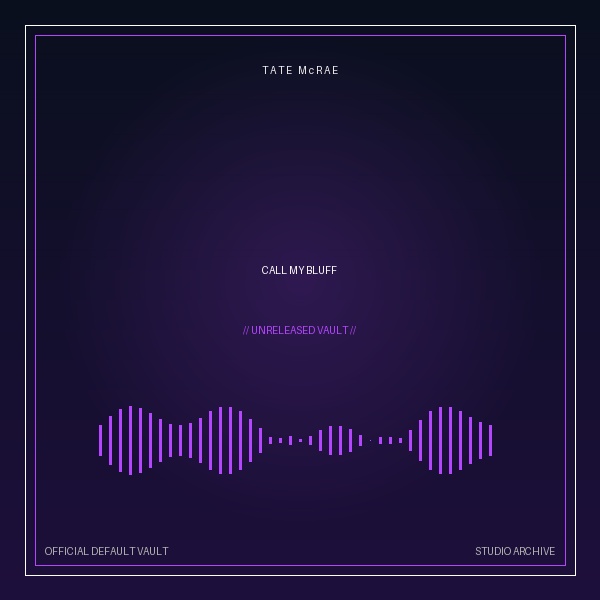 TATE McRAE
CALL MY BLUFF
// UNRELEASED VAULT //
OFFICIAL DEFAULT VAULT
STUDIO ARCHIVE